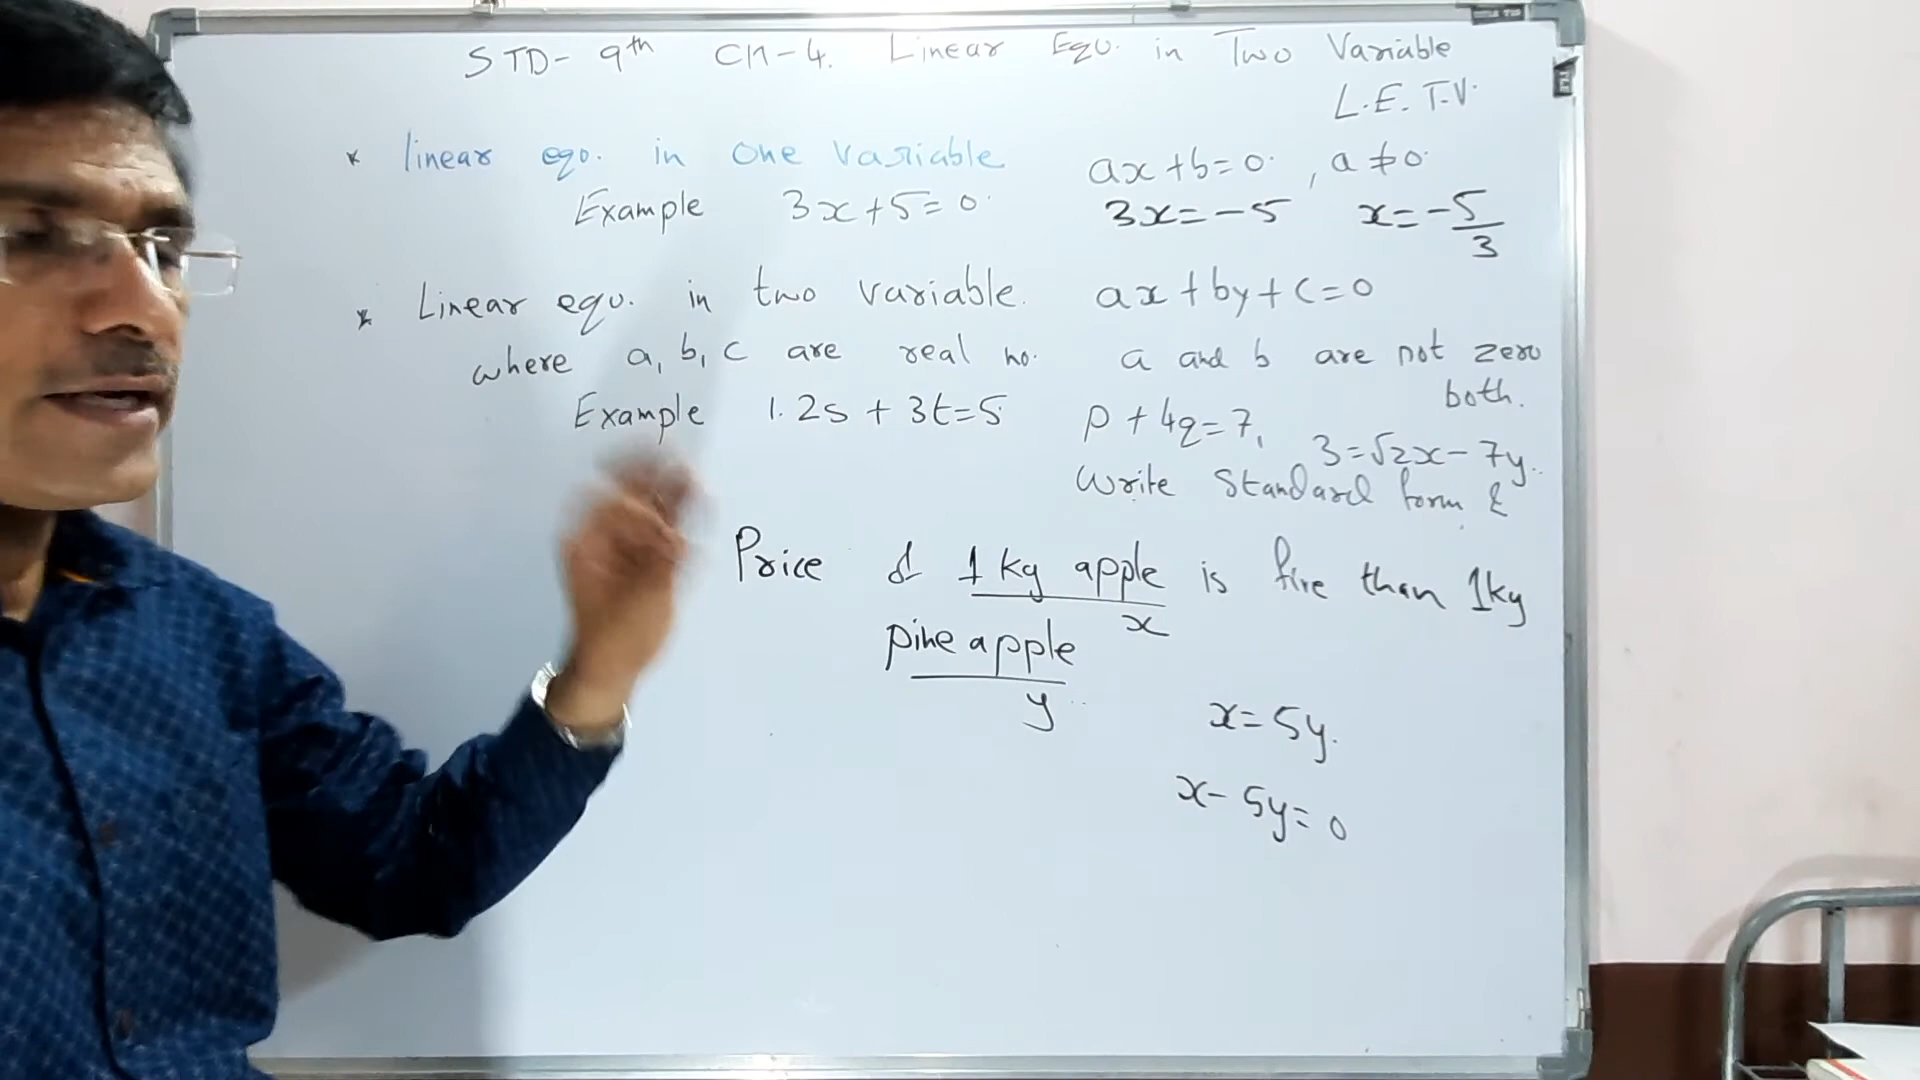 STD- 9th CH-4. Linear Equ. in Two Variable
L.E. T.V.
* linear eqo. in one variable ax+b=0. , a≠0.
Example 3x+5=0. 3x=-5 x=-5/3
* Linear equ. in two variable. ax+by+c=0
where a, b, c are real no. a and b are not zero both.
Example 1.2s + 3t=5 p + 4q=7, 3=√2x-7y..
Write Standard form &
Price of 1 kg apple is five than 1kg
x
pineapple
y
x=5y.
x-5y=0